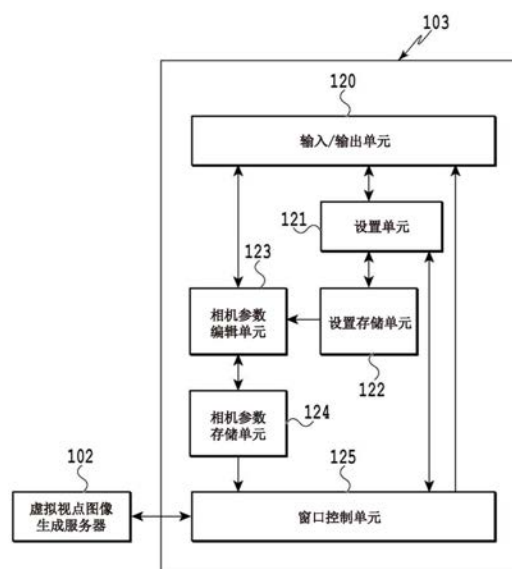 103
120
输入/输出单元
121
设置单元
123
相机参数
编辑单元
设置存储单元
122
相机参数
存储单元
124
102
虚拟视点图像
生成服务器
125
窗口控制单元